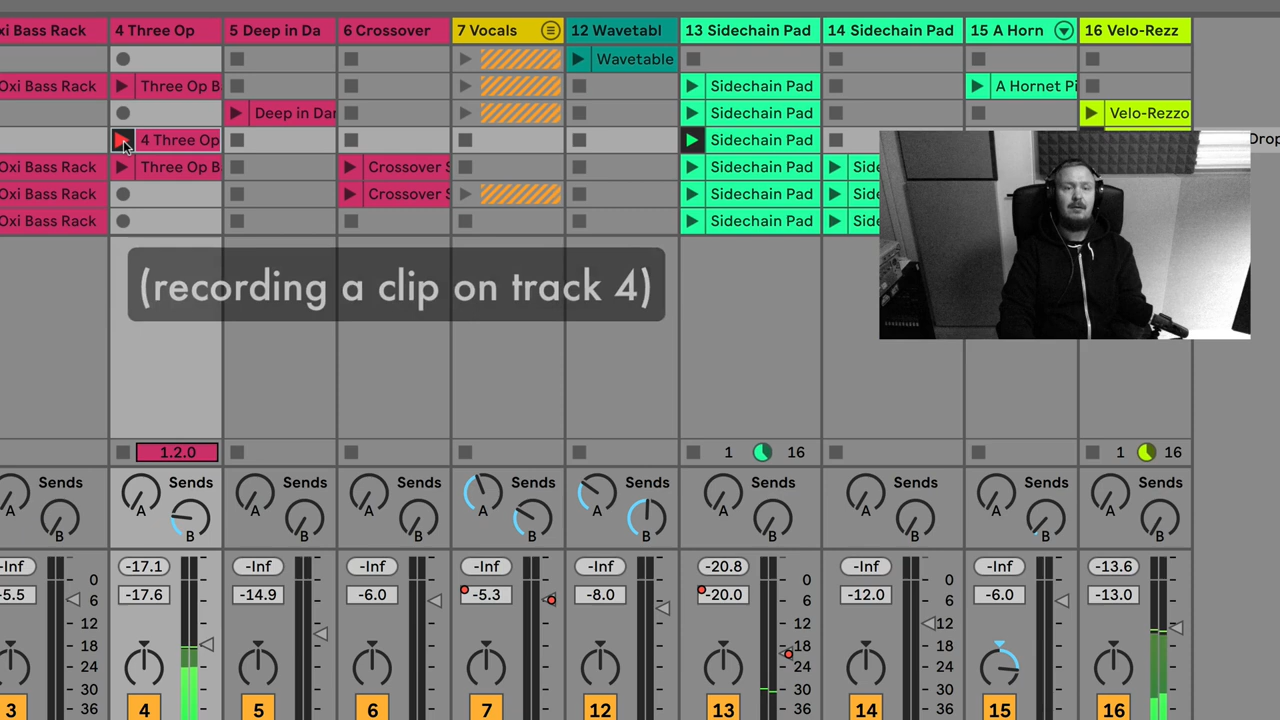 xi Bass Rack 4 Three Op 5 Deep in Da 6 Crossover 7 Vocals 12 Wavetabl 13 Sidechain Pad 14 Sidechain Pad 15 A Horn 16 Velo-Rezz
Wavetable
Oxi Bass Rack Three Op B Sidechain Pad A Hornet Pi
Deep in Dar Sidechain Pad Velo-Rezzo
4 Three Op Sidechain Pad Drop
Oxi Bass Rack Three Op B Crossover S Sidechain Pad Side
Oxi Bass Rack Crossover S Sidechain Pad Side
Oxi Bass Rack Sidechain Pad Side
(recording a clip on track 4)
1.2.0 1 16 1 16
Sends Sends Sends Sends Sends Sends Sends Sends Sends Sends
A A A A A A A A A
B B B B B B B B B B
-Inf -17.1 -Inf -Inf -Inf -Inf -20.8 -Inf -Inf -13.6
0 0 0 0
-5.5 -17.6 -14.9 -6.0 -5.3 -8.0 -20.0 -12.0 -6.0 -13.0
6 6 6 6
12 12 12 12
18 18 18 18
24 24 24 24
30 30 30 30
3 36 4 5 6 7 12 13 36 14 36 15 16 36